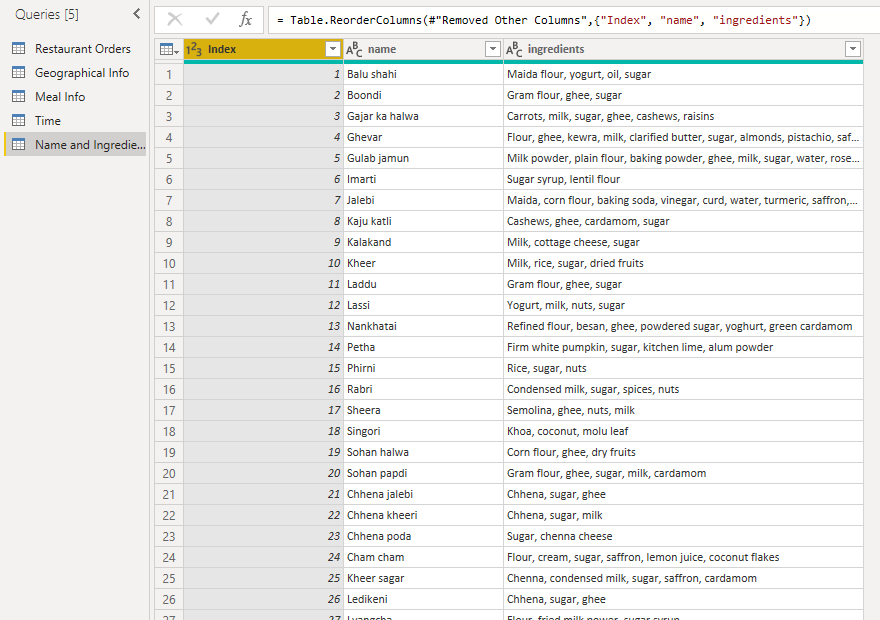 Queries [5]
Restaurant Orders
Geographical Info
Meal Info
Time
Name and Ingredie...
fx = Table.ReorderColumns(#"Removed Other Columns",{"Index", "name", "ingredients"})
1²3 Index ABC name ABC ingredients
1 1 Balu shahi Maida flour, yogurt, oil, sugar
2 2 Boondi Gram flour, ghee, sugar
3 3 Gajar ka halwa Carrots, milk, sugar, ghee, cashews, raisins
4 4 Ghevar Flour, ghee, kewra, milk, clarified butter, sugar, almonds, pistachio, saf...
5 5 Gulab jamun Milk powder, plain flour, baking powder, ghee, milk, sugar, water, rose...
6 6 Imarti Sugar syrup, lentil flour
7 7 Jalebi Maida, corn flour, baking soda, vinegar, curd, water, turmeric, saffron,...
8 8 Kaju katli Cashews, ghee, cardamom, sugar
9 9 Kalakand Milk, cottage cheese, sugar
10 10 Kheer Milk, rice, sugar, dried fruits
11 11 Laddu Gram flour, ghee, sugar
12 12 Lassi Yogurt, milk, nuts, sugar
13 13 Nankhatai Refined flour, besan, ghee, powdered sugar, yoghurt, green cardamom
14 14 Petha Firm white pumpkin, sugar, kitchen lime, alum powder
15 15 Phirni Rice, sugar, nuts
16 16 Rabri Condensed milk, sugar, spices, nuts
17 17 Sheera Semolina, ghee, nuts, milk
18 18 Singori Khoa, coconut, molu leaf
19 19 Sohan halwa Corn flour, ghee, dry fruits
20 20 Sohan papdi Gram flour, ghee, sugar, milk, cardamom
21 21 Chhena jalebi Chhena, sugar, ghee
22 22 Chhena kheeri Chhena, sugar, milk
23 23 Chhena poda Sugar, chenna cheese
24 24 Cham cham Flour, cream, sugar, saffron, lemon juice, coconut flakes
25 25 Kheer sagar Chenna, condensed milk, sugar, saffron, cardamom
26 26 Ledikeni Chhena, sugar, ghee
27 27 Lyangcha Flour, fried milk power, sugar syrup